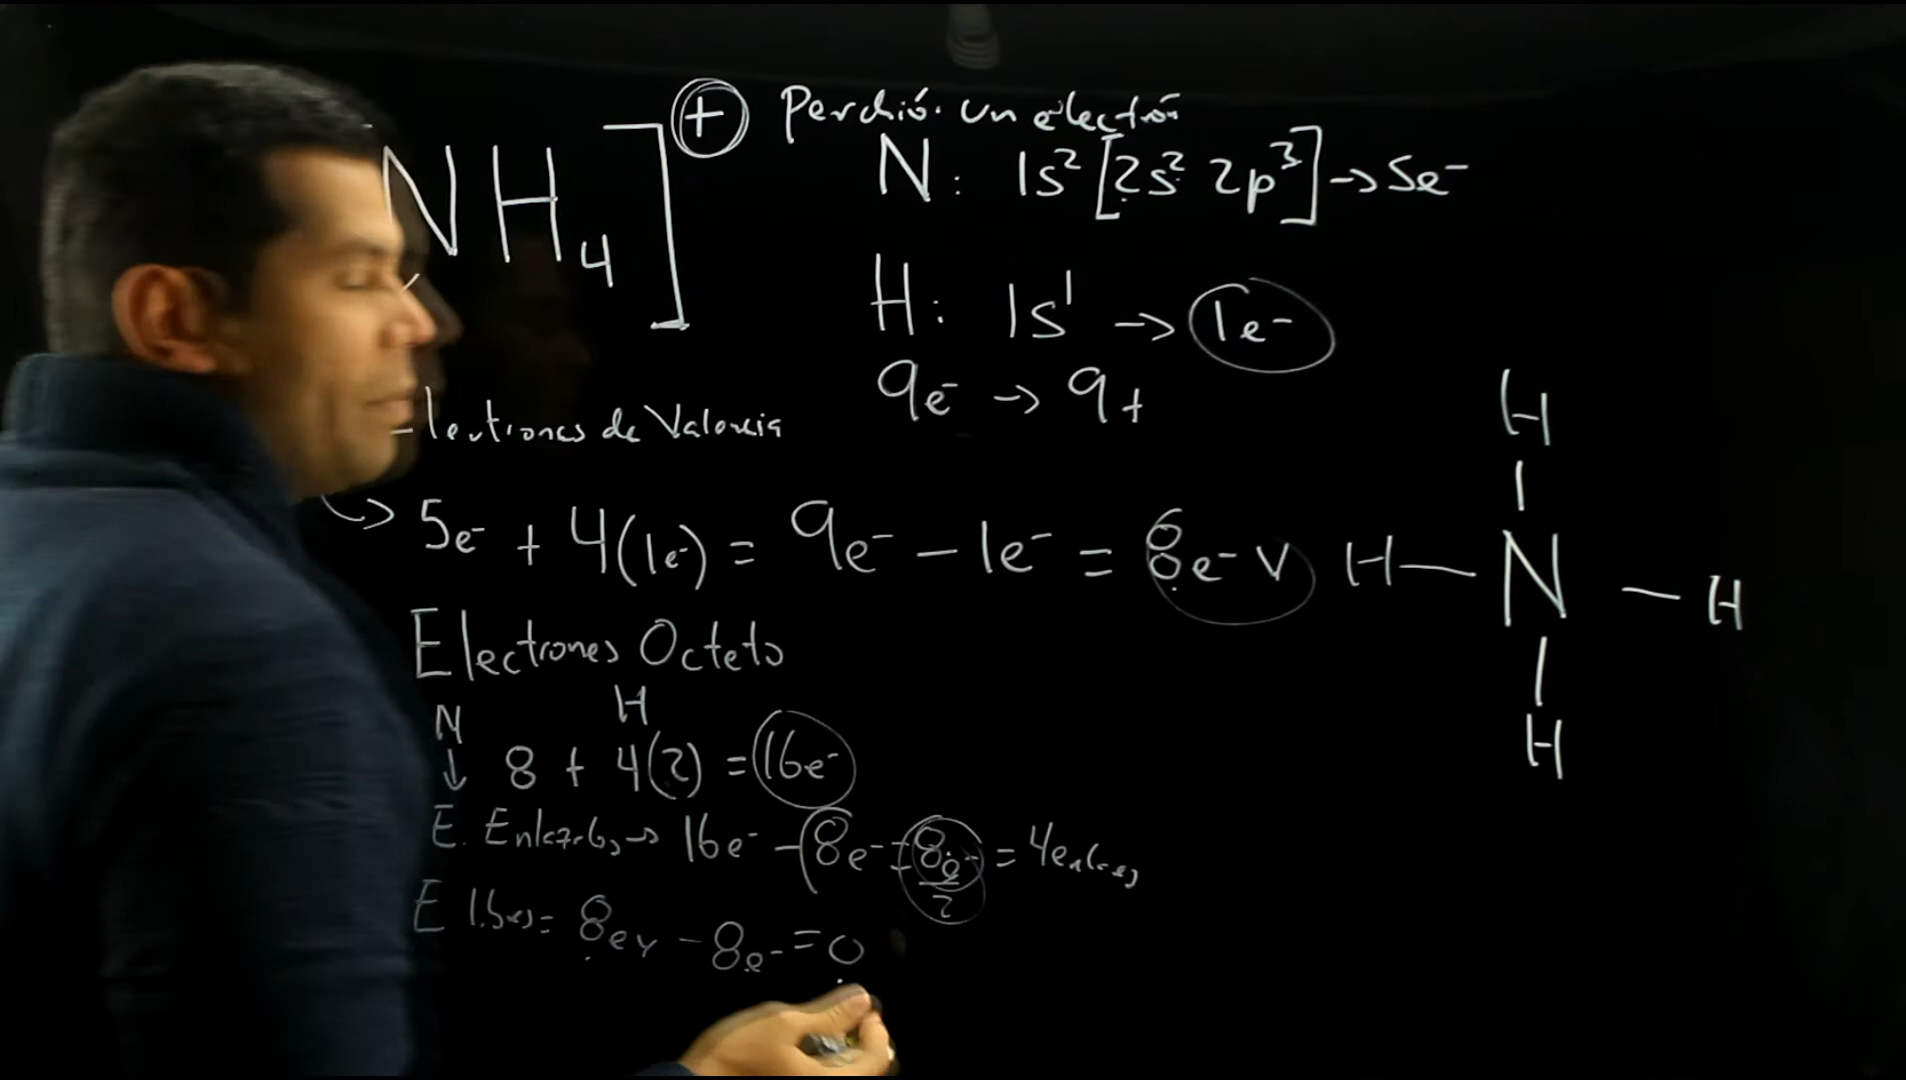 NH4]+ Perdió un electrón
N: 1s² [2s² 2p³] → 5e⁻
H: 1s¹ → 1e⁻
9e⁻ → 9+
Electrones de Valencia
→ 5e⁻ + 4(1e⁻) = 9e⁻ − 1e⁻ = 8e⁻ v
H
H — N — H
H
Electrones Octeto
N H
↓ 8 + 4(2) = 16e⁻
E. Enlazados → 16e⁻ − 8e⁻ = 8e⁻/2 = 4 enlaces
E libres = 8ev − 8e⁻ = 0